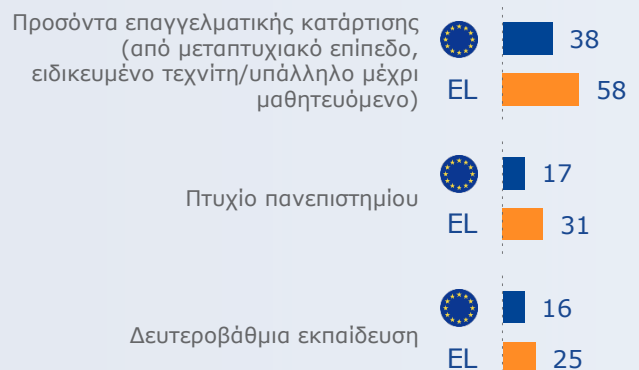 Προσόντα επαγγελματικής κατάρτισης
(από μεταπτυχιακό επίπεδο,
ειδικευμένο τεχνίτη/υπάλληλο μέχρι
μαθητευόμενο)
38
EL 58
Πτυχίο πανεπιστημίου
17
EL 31
Δευτεροβάθμια εκπαίδευση
16
EL 25